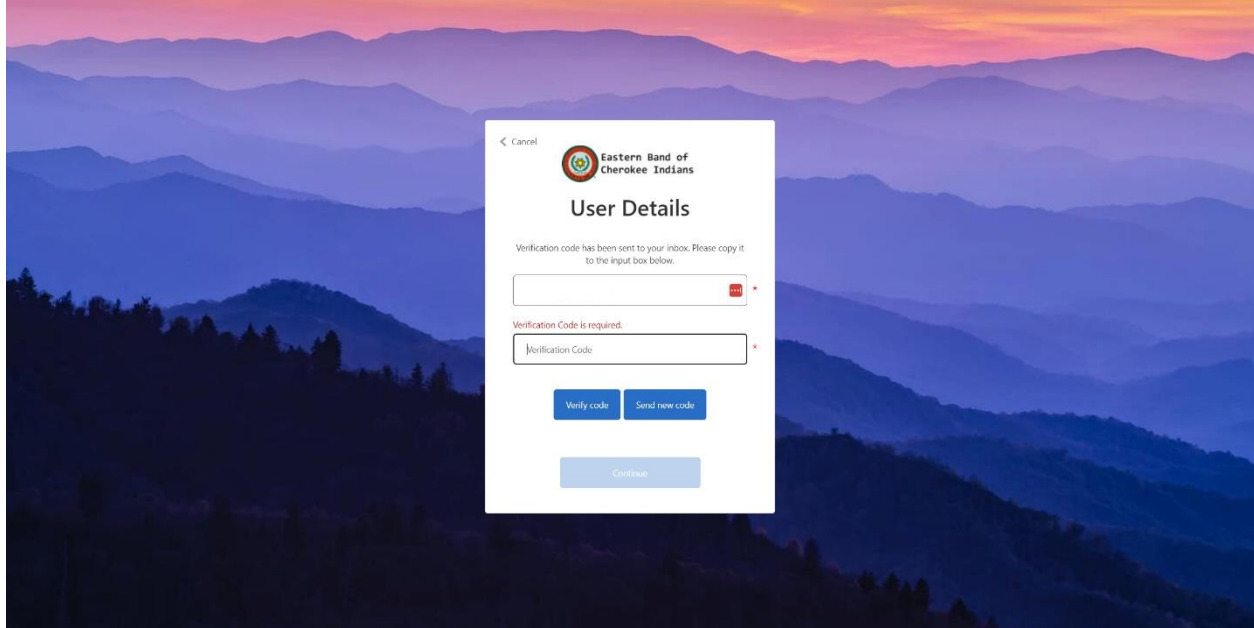 Cancel
Eastern Band of
Cherokee Indians
User Details
Verification code has been sent to your inbox. Please copy it
to the input box below.
*
Verification Code is required.
Verification Code
*
Verify code
Send new code
Continue